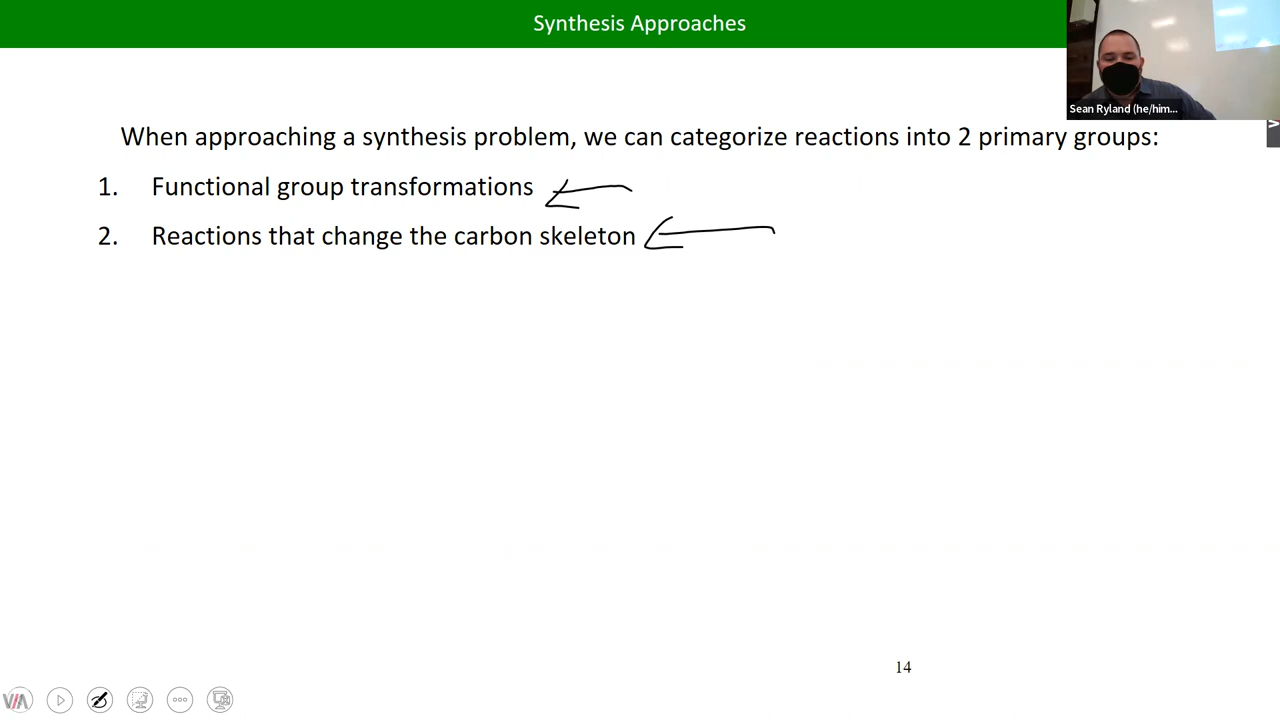 Synthesis Approaches
Sean Ryland (he/him...
When approaching a synthesis problem, we can categorize reactions into 2 primary groups:
1. Functional group transformations
2. Reactions that change the carbon skeleton
14
VIA